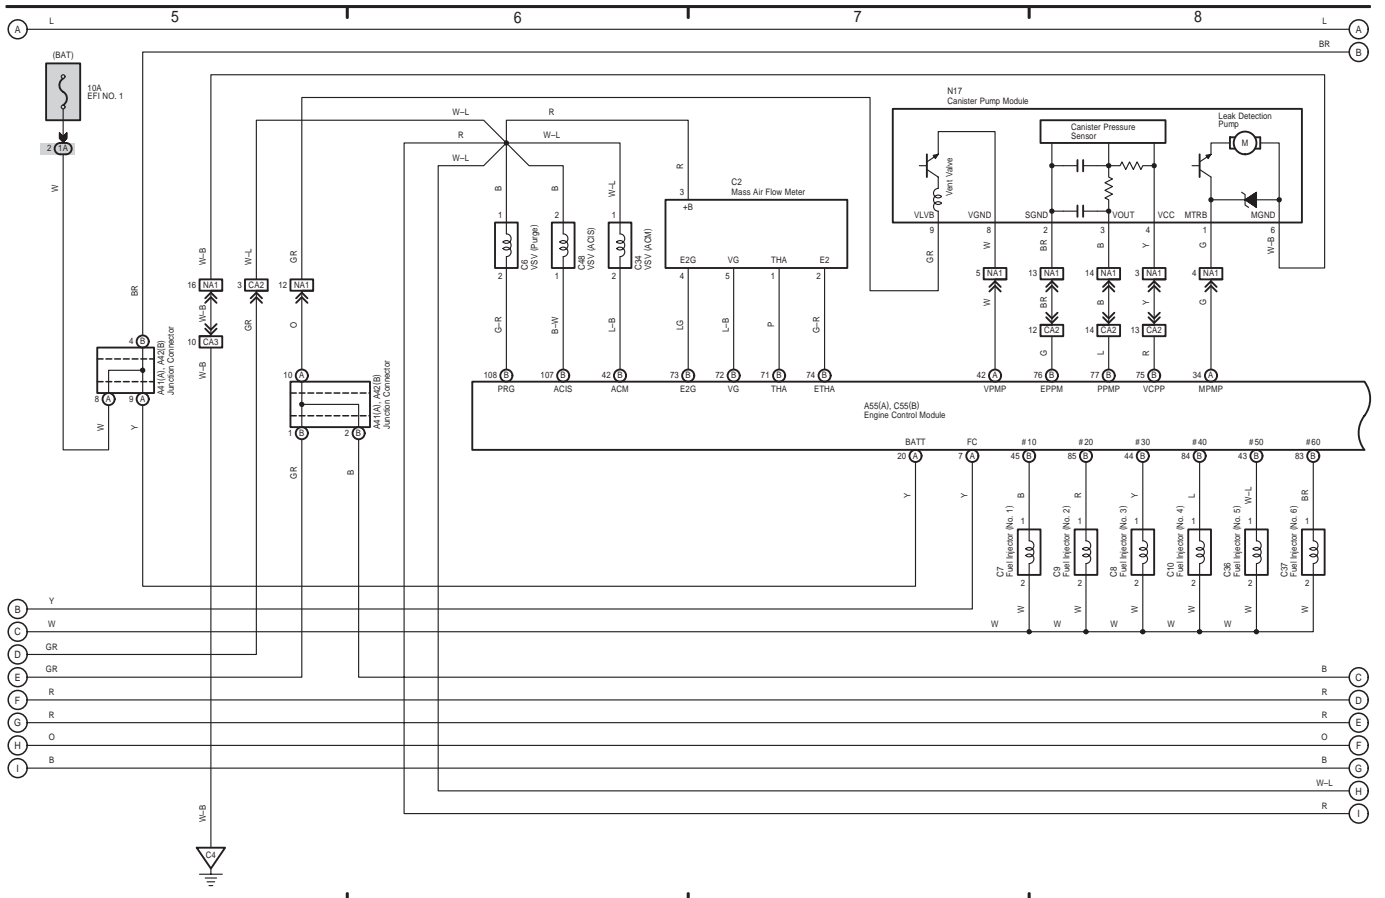 5 6 7 8
A L L A
BR B
(BAT)
10A
EFI NO. 1
2 1A
W
N17
Canister Pump Module
Canister Pressure
Sensor
Leak Detection
Pump
M
Vent Valve
VLVB VGND SGND VOUT VCC MTRB MGND
9 8 2 3 4 1 6
GR W BR B Y G W–B
5 NA1 13 NA1 14 NA1 3 NA1 4 NA1
W BR B Y G
12 CA2 14 CA2 13 CA2
G L R
W–L R
R W–L
W–L
B B W–L R
C2
Mass Air Flow Meter
3
+B
1 2 1
C6
VSV (Purge)
C48
VSV (ACIS)
C34
VSV (ACM)
2 1 2
E2G VG THA E2
4 5 1 2
G–R B–W L–B LG L–B P G–R
W–B W–L GR
16 NA1 3 CA2 12 NA1
W–B GR O
10 CA3
W–B
BR
4 B
A41(A), A42(B)
Junction Connector
8 A 9 A
W Y
10 A
A41(A), A42(B)
Junction Connector
1 B 2 B
GR B
108 B 107 B 42 B 73 B 72 B 71 B 74 B 42 A 76 B 77 B 75 B 34 A
PRG ACIS ACM E2G VG THA ETHA VPMP EPPM PPMP VCPP MPMP
A55(A), C55(B)
Engine Control Module
BATT FC #10 #20 #30 #40 #50 #60
20 A 7 A 45 B 85 B 44 B 84 B 43 B 83 B
Y Y B R Y L W–L BR
1 1 1 1 1 1
C7
Fuel Injector (No. 1)
C9
Fuel Injector (No. 2)
C8
Fuel Injector (No. 3)
C10
Fuel Injector (No. 4)
C36
Fuel Injector (No. 5)
C37
Fuel Injector (No. 6)
2 2 2 2 2 2
W W W W W W
B Y
C W W W W W W
D GR
E GR B C
F R R D
G R R E
H O O F
I B B G
W–L H
R I
W–B
C4